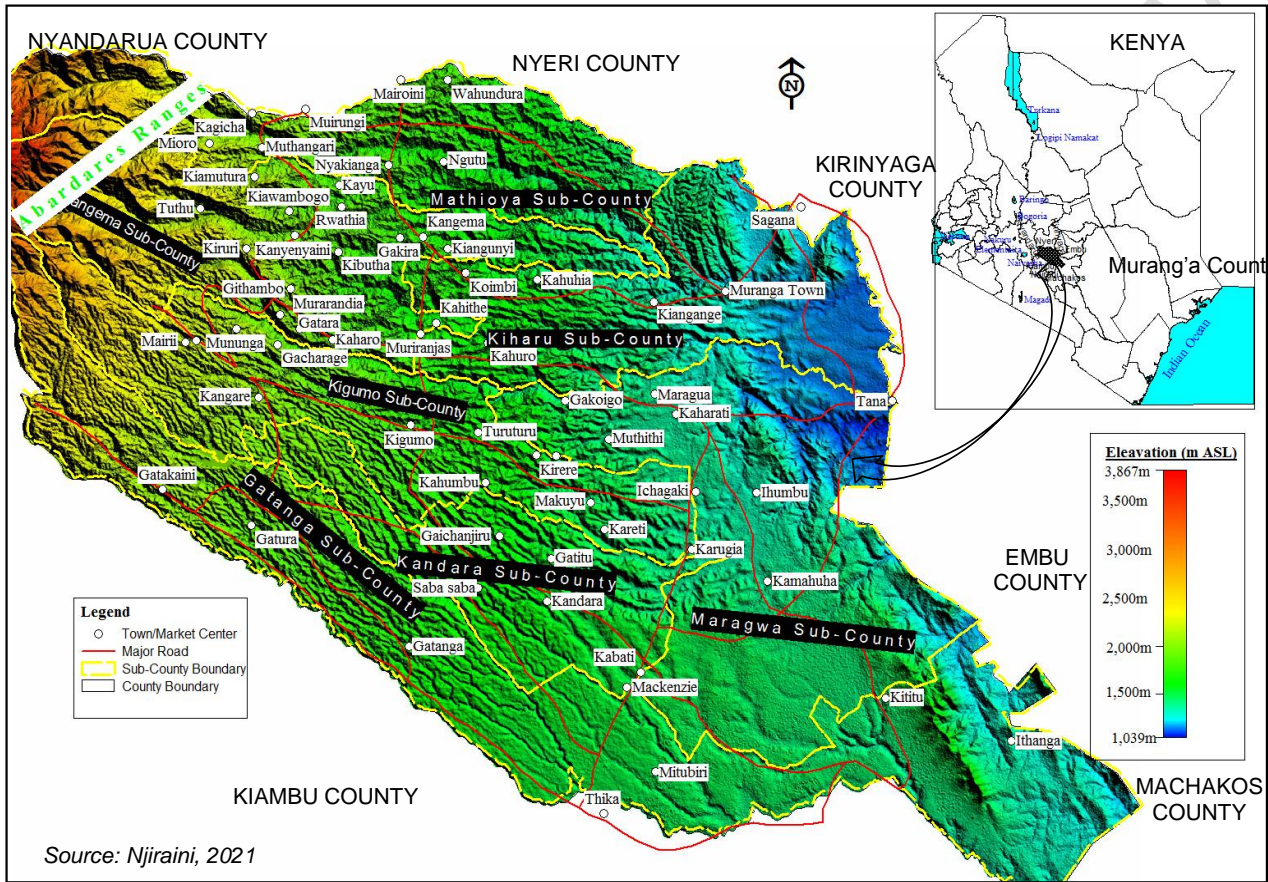 NYANDARUA COUNTY
NYERI COUNTY
KIRINYAGA
COUNTY
EMBU
COUNTY
MACHAKOS
COUNTY
KIAMBU COUNTY
Abardares Ranges
Mairoini
Wahundura
Muirungi
Kagicha
Mioro
Muthangari
Nyakianga
Ngutu
Kiamutura
Kayu
Kiawambogo
Mathioya Sub-County
Tuthu
Rwathia
Sagana
angema Sub-County
Kangema
Kiruri
Kanyenyaini
Gakira
Kiangunyi
Kibutha
Koimbi
Kahuhia
Muranga Town
Githambo
Murarandia
Kahithe
Kiangange
Gatara
Mairii
Mununga
Kaharo
Muriranjas
Kiharu Sub-County
Gacharage
Kahuro
Kigumo Sub-County
Kangare
Gakoigo
Maragua
Tana
Kaharati
Kigumo
Turuturu
Muthithi
Kirere
Gatakaini
Kahumbu
Ichagaki
Ihumbu
Makuyu
Gatanga Sub-County
Gatura
Gaichanjiru
Kareti
Karugia
Gatitu
Kandara Sub-County
Saba saba
Kamahuha
Kandara
Maragwa Sub-County
Gatanga
Kabati
Mackenzie
Kititu
Ithanga
Mitubiri
Thika
N
KENYA
Turkana
Logipi Namakat
Baringo
Bogoria
Nyeri
Embu
Machakos
Magad
Murang'a Count
Indian Ocean
Eleavation (m ASL)
3,867m
3,500m
3,000m
2,500m
2,000m
1,500m
1,039m
Legend
Town/Market Center
Major Road
Sub-County Boundary
County Boundary
Source: Njiraini, 2021